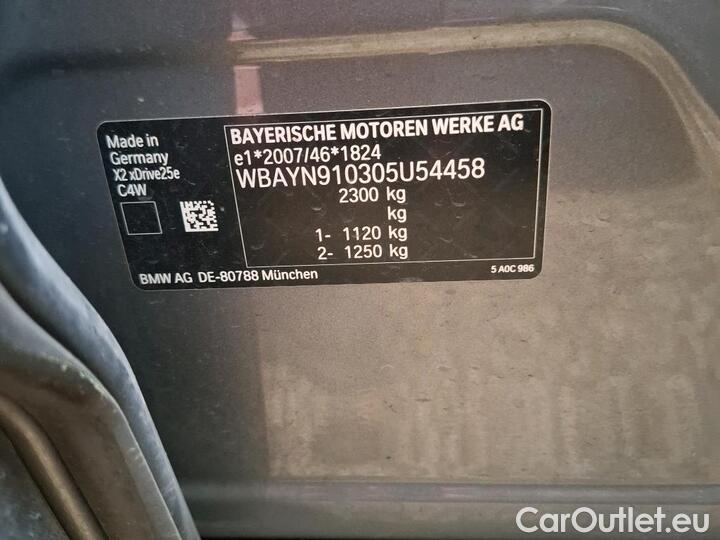 BAYERISCHE MOTOREN WERKE AG
Made in
Germany
X2 xDrive25e
C4W
e1*2007/46*1824
WBAYN910305U54458
2300 kg
kg
1- 1120 kg
2- 1250 kg
BMW AG DE-80788 München
5 A0C 986
CarOutlet.eu